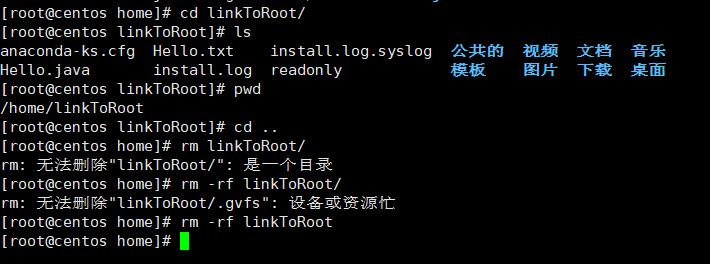 [root@centos home]# cd linkToRoot/
[root@centos linkToRoot]# ls
anaconda-ks.cfg  Hello.txt    install.log.syslog  公共的  视频  文档  音乐
Hello.java       install.log  readonly            模板    图片  下载  桌面
[root@centos linkToRoot]# pwd
/home/linkToRoot
[root@centos linkToRoot]# cd ..
[root@centos home]# rm linkToRoot/
rm: 无法删除"linkToRoot/": 是一个目录
[root@centos home]# rm -rf linkToRoot/
rm: 无法删除"linkToRoot/.gvfs": 设备或资源忙
[root@centos home]# rm -rf linkToRoot
[root@centos home]#